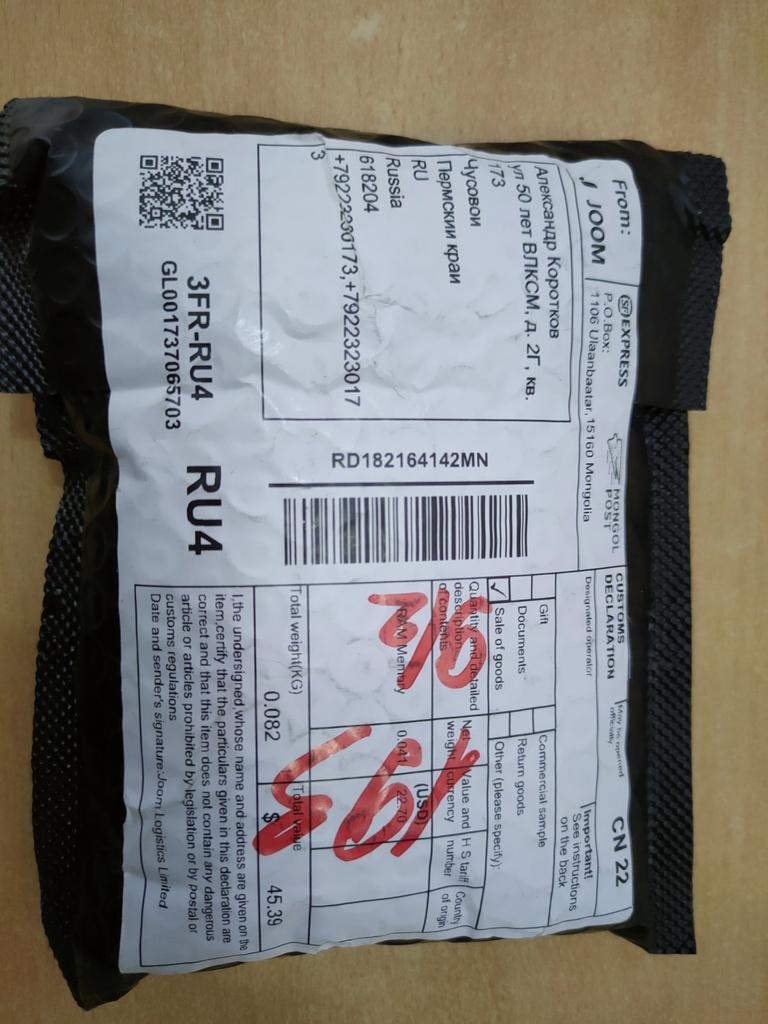 From:
JOOM
SF EXPRESS
P.O.Box:
1106 Ulaanbaatar,15160 Mongolia
MONGOL
POST
Александр Коротков
ул 50 лет ВЛКСМ, д. 2Г, кв.
173
Чусовои
Пермскии краи
RU
Russia
618204
+79222230173,+7922323017
3
RD182164142MN
3FR-RU4
RU4
GL001737065703
CUSTOMS
DECLARATION
May be opened
officially
CN 22
Designated operator
Important!
See instructions
on the back
Gift
Commercial sample
Documents
Return goods
✓ Sale of goods
Other (please specify):
Quantity and detailed
description
of contents
Net
weight
Value and
currency
(USD)
H S tariff
number
Country
of origin
RAM Memory
0.041
22.70
Total weight(KG)
0.082
Total value
$
45.39
I,the undersigned,whose name and address are given on the
item,certify that the particulars given in this declaration are
correct and that this item does not contain any dangerous
article or articles prohibited by legislation or by postal or
customs regulations
Date and sender's signature:Joom Logistics Limited